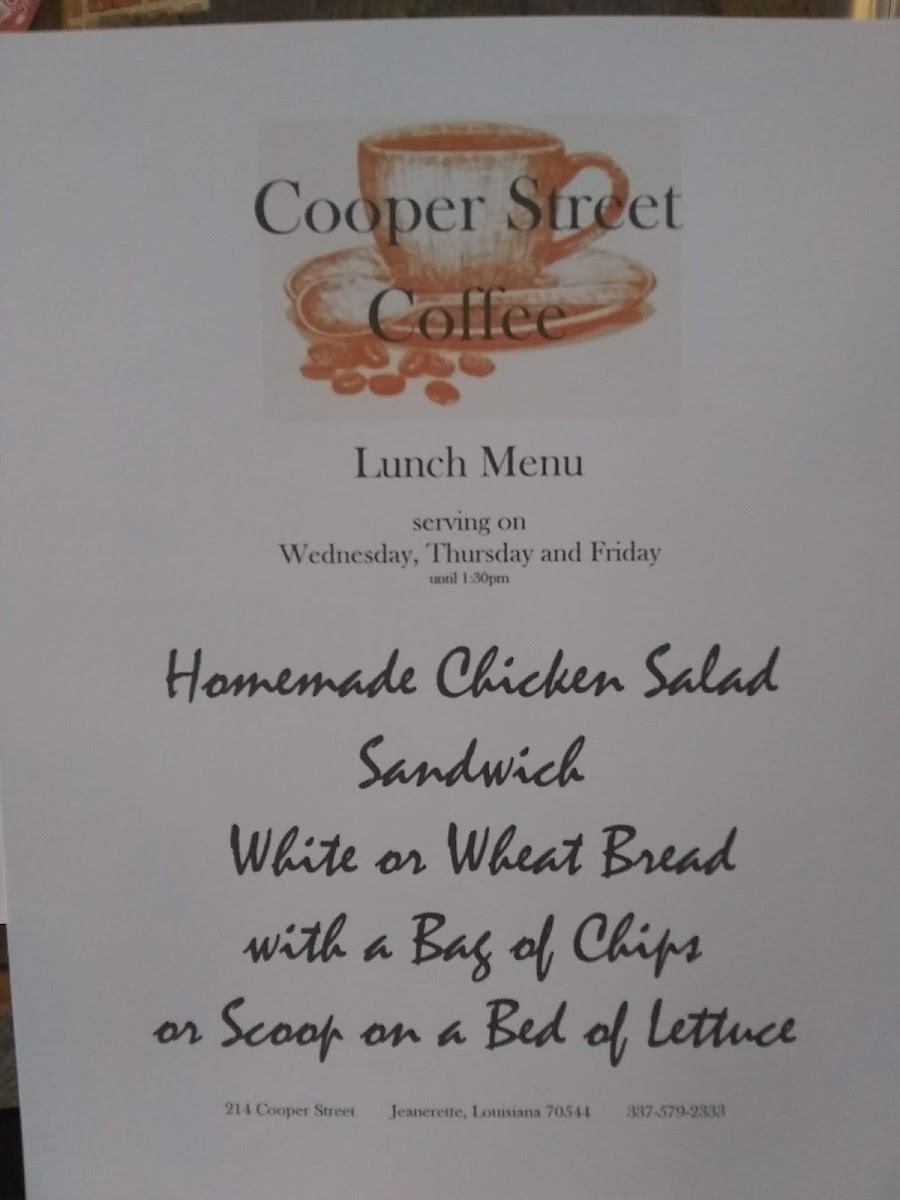 Cooper Street
Coffee
Lunch Menu
serving on
Wednesday, Thursday and Friday
until 1:30pm
Homemade Chicken Salad
Sandwich
White or Wheat Bread
with a Bag of Chips
or Scoop on a Bed of Lettuce
214 Cooper Street Jeanerette, Louisiana 70544 337-579-2333